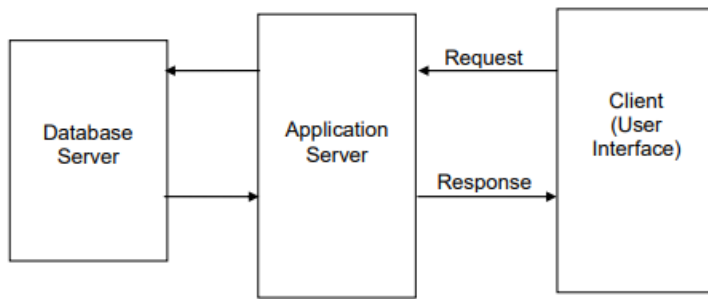 Database
Server
Application
Server
Request
Response
Client
(User
Interface)